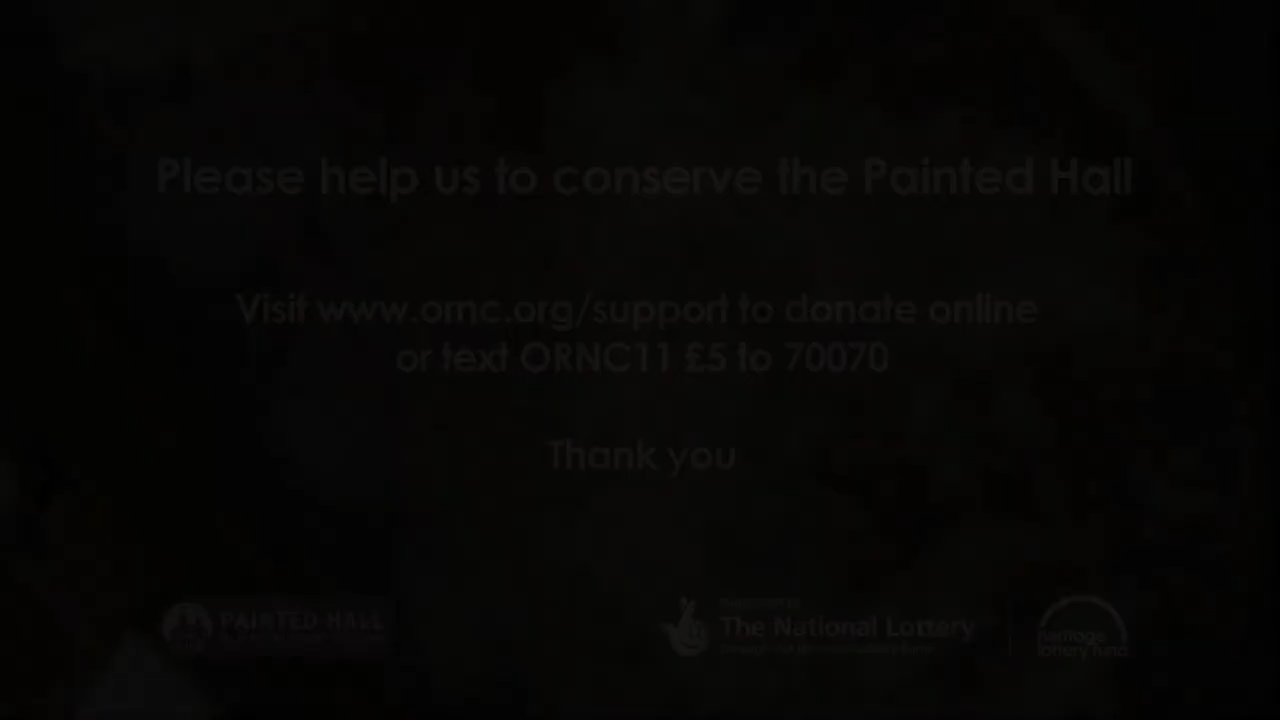 Please help us to conserve the Painted Hall
Visit www.ornc.org/support to donate online
or text ORNC11 £5 to 70070
Thank you
PAINTED HALL
The National Lottery
heritage
lottery fund